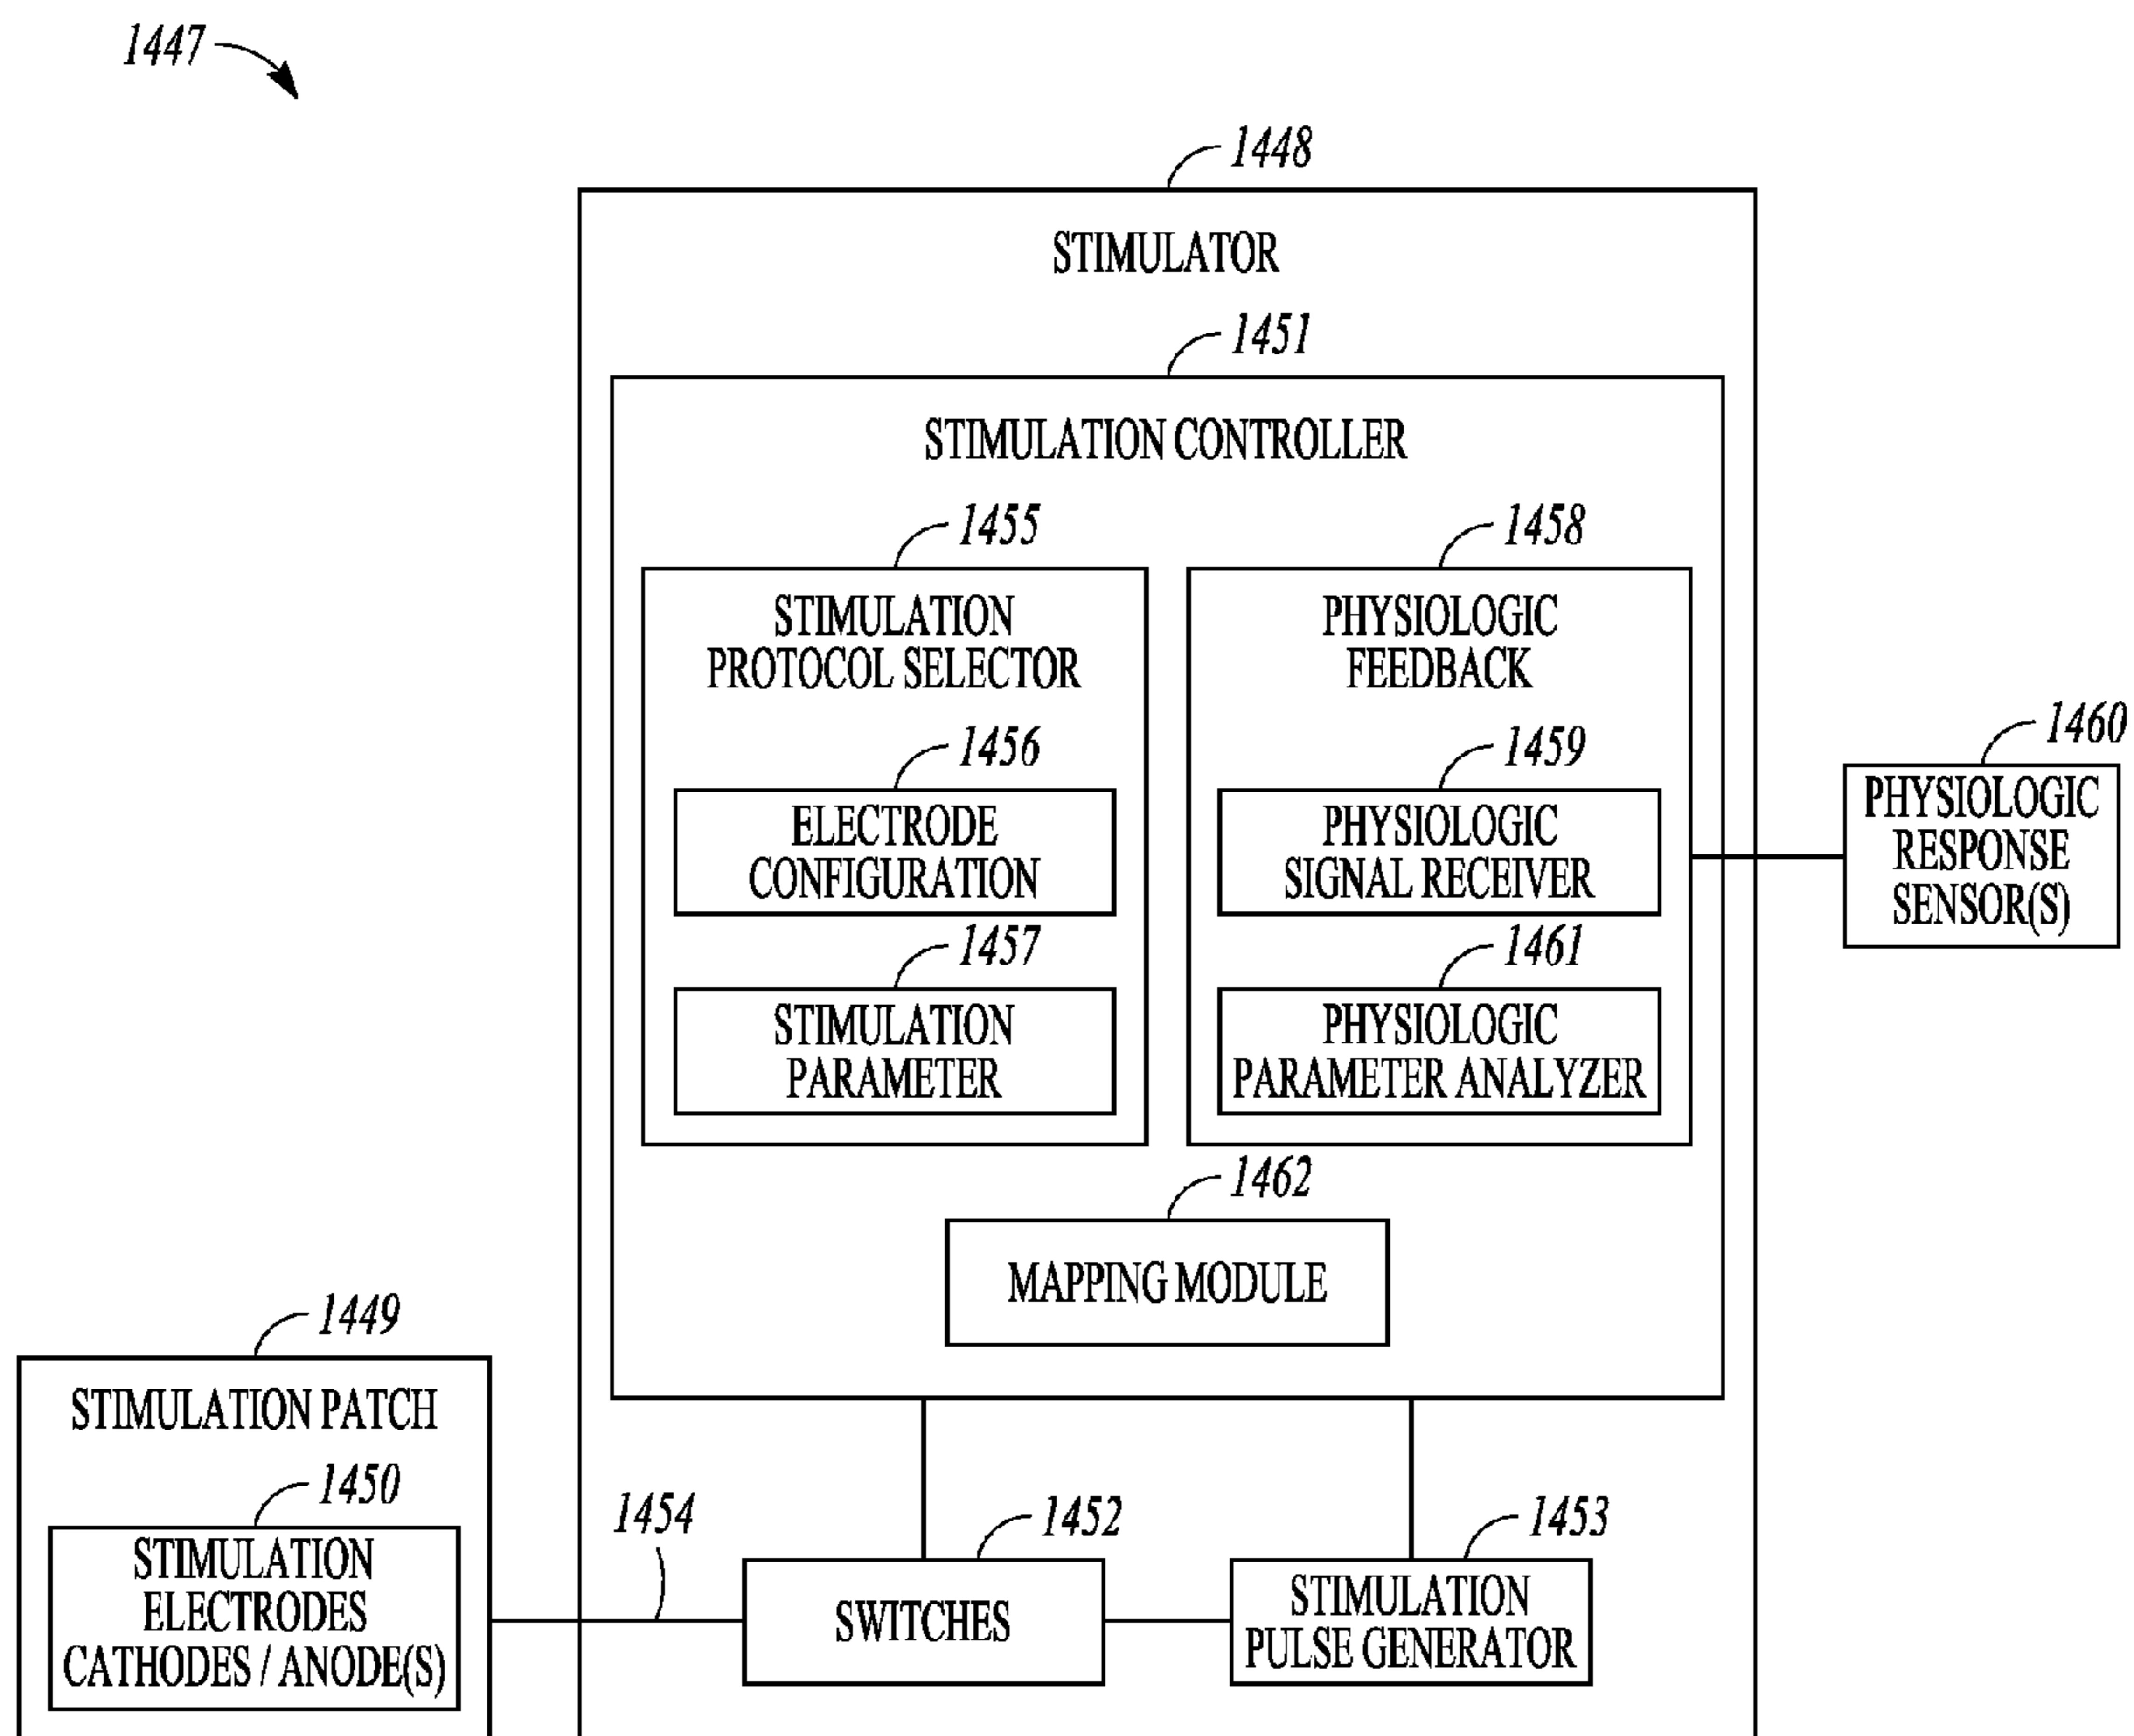 1447
1448
STIMULATOR
1451
STIMULATION CONTROLLER
1455
STIMULATION
PROTOCOL SELECTOR
1456
ELECTRODE
CONFIGURATION
1457
STIMULATION
PARAMETER
1458
PHYSIOLOGIC
FEEDBACK
1459
PHYSIOLOGIC
SIGNAL RECEIVER
1461
PHYSIOLOGIC
PARAMETER ANALYZER
1460
PHYSIOLOGIC
RESPONSE
SENSOR(S)
1462
MAPPING MODULE
1449
STIMULATION PATCH
1450
STIMULATION
ELECTRODES
CATHODES / ANODE(S)
1454
1452
SWITCHES
1453
STIMULATION
PULSE GENERATOR